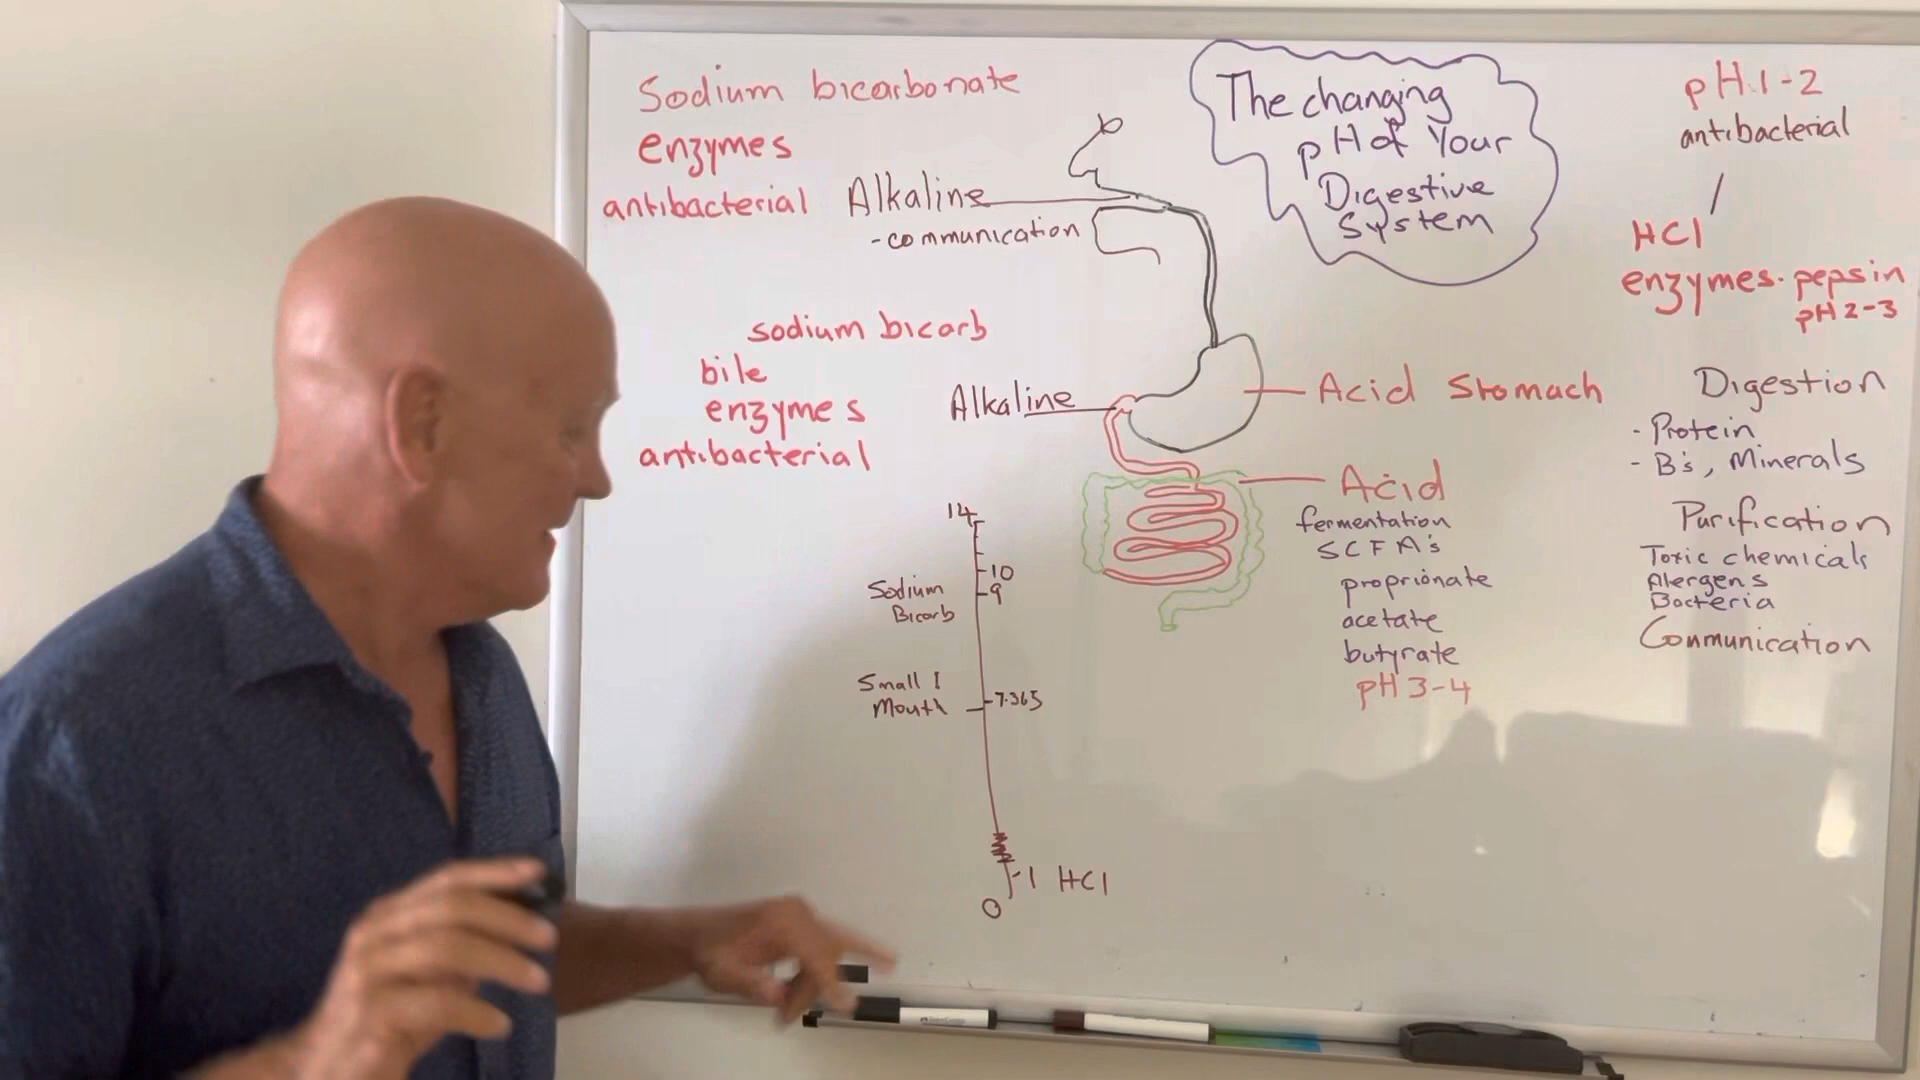 Sodium bicarbonate
enzymes
antibacterial
Alkaline
-communication
The changing
pH of Your
Digestive
System
pH.1-2
antibacterial
HCl
enzymes. pepsin
pH 2-3
sodium bicarb
bile
enzymes
antibacterial
Alkaline
Acid Stomach
Acid
fermentation
SCFA's
proprionate
acetate
butyrate
pH 3-4
Digestion
- Protein
- B's, Minerals
Purification
Toxic chemicals
Alergens
Bacteria
Communication
14
10
9
Sodium
Bicarb
Small I
Mouth
7.365
1 HCl
0